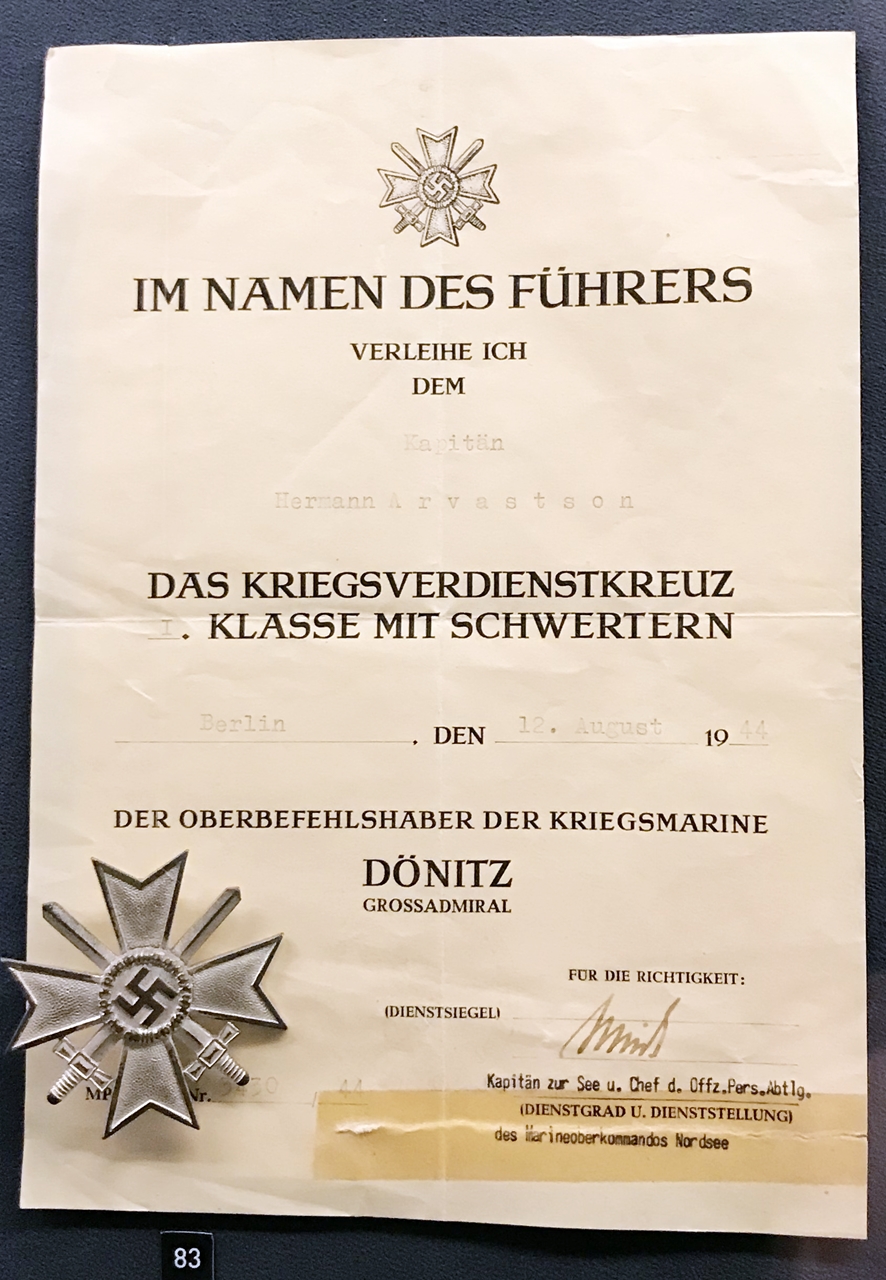 IM NAMEN DES FÜHRERS
VERLEIHE ICH
DEM
Kapitän
Hermann Arvastson
DAS KRIEGSVERDIENSTKREUZ
I. KLASSE MIT SCHWERTERN
Berlin, DEN 12. August 1944
DER OBERBEFEHLSHABER DER KRIEGSMARINE
DÖNITZ
GROSSADMIRAL
FÜR DIE RICHTIGKEIT:
(DIENSTSIEGEL)
Kapitän zur See u. Chef d. Offz.Pers.Abtlg.
(DIENSTGRAD U. DIENSTSTELLUNG)
des Marineoberkommandos Nordsee
/ 44
83